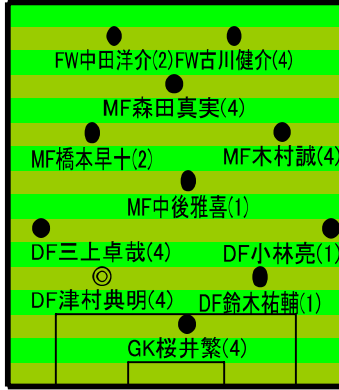 FW中田洋介(2)FW古川健介(4)
MF森田真実(4)
MF橋本早十(2)
MF木村誠(4)
MF中後雅喜(1)
DF三上卓哉(4)
DF小林亮(1)
DF津村典明(4)
DF鈴木祐輔(1)
GK桜井繁(4)